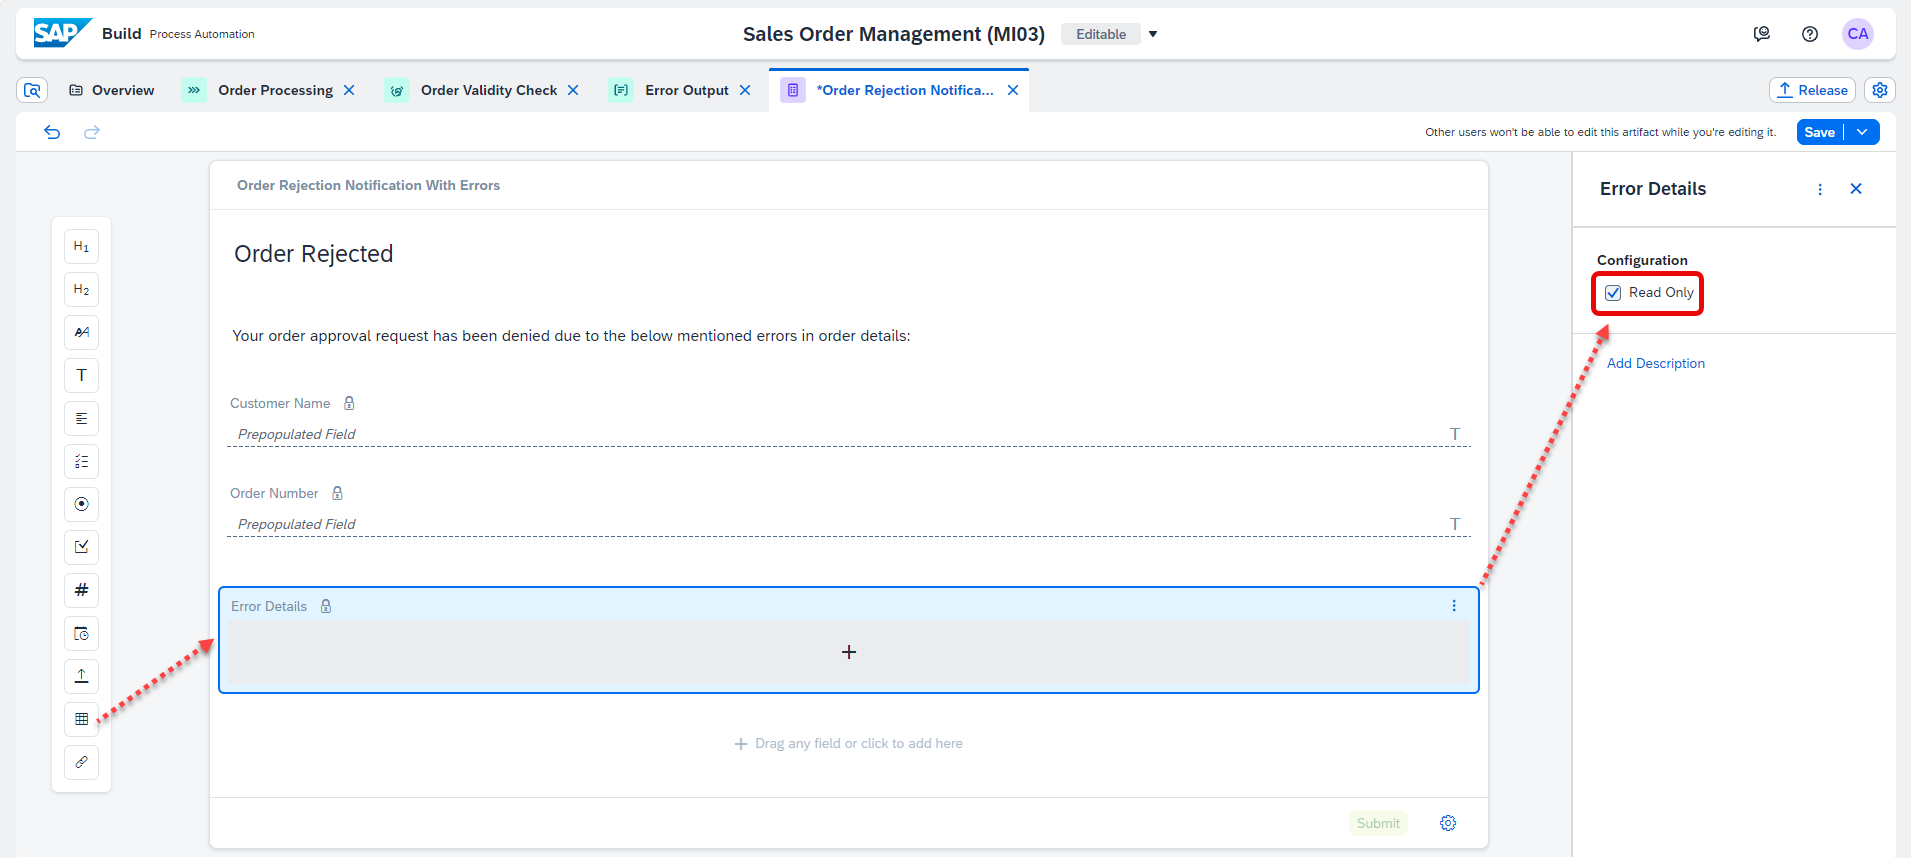 SAP Build Process Automation
Sales Order Management (MI03) Editable
CA
Overview
Order Processing
Order Validity Check
Error Output
*Order Rejection Notifica...
Release
Other users won't be able to edit this artifact while you're editing it.
Save
Order Rejection Notification With Errors
Error Details
H1
H2
AA
T
#
Order Rejected
Your order approval request has been denied due to the below mentioned errors in order details:
Customer Name
Prepopulated Field T
Order Number
Prepopulated Field T
Error Details
+
+ Drag any field or click to add here
Submit
Configuration
Read Only
Add Description